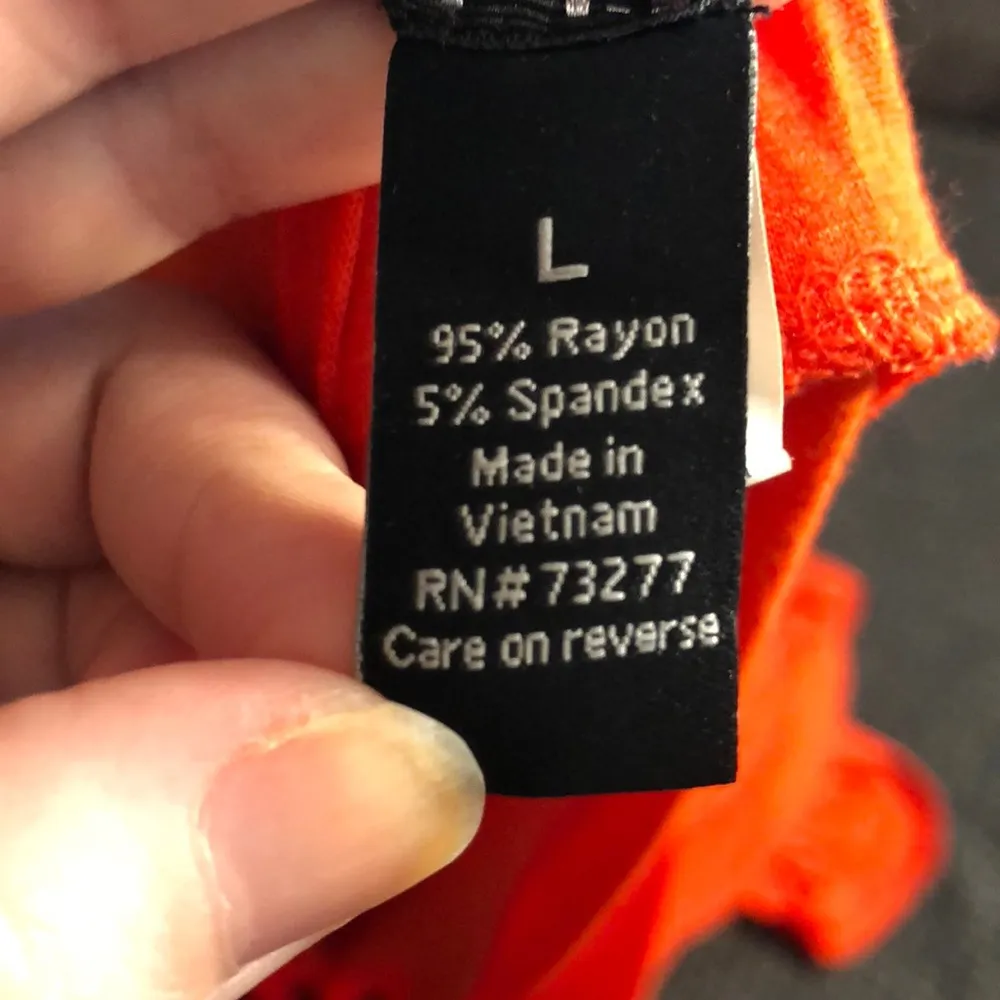 L
95% Rayon
5% Spandex
Made in
Vietnam
RN# 73277
Care on reverse